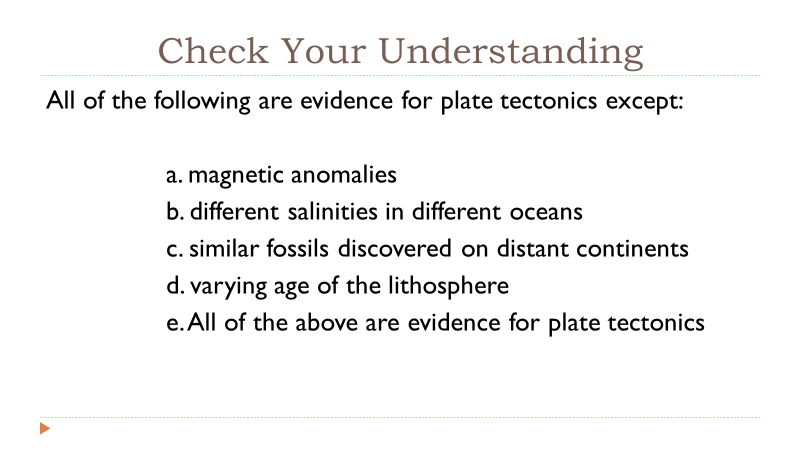 Check Your Understanding
All of the following are evidence for plate tectonics except:
a. magnetic anomalies
b. different salinities in different oceans
c. similar fossils discovered on distant continents
d. varying age of the lithosphere
e. All of the above are evidence for plate tectonics